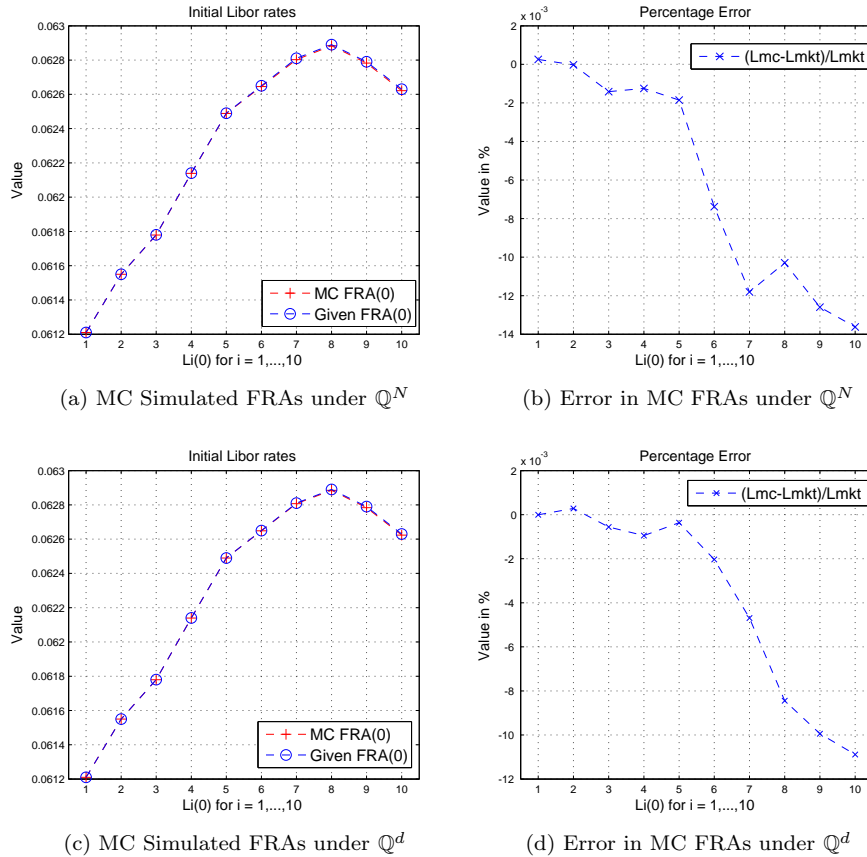 Initial Libor rates
0.063
0.0628
0.0626
0.0624
0.0622
0.062
0.0618
0.0616
0.0614
0.0612
Value
MC FRA(0)
Given FRA(0)
1 2 3 4 5 6 7 8 9 10
Li(0) for i = 1,...,10
(a) MC Simulated FRAs under ℚ^N
Percentage Error
x 10^-3
2
0
-2
-4
-6
-8
-10
-12
-14
Value in %
(Lmc-Lmkt)/Lmkt
1 2 3 4 5 6 7 8 9 10
Li(0) for i = 1,...,10
(b) Error in MC FRAs under ℚ^N
Initial Libor rates
0.063
0.0628
0.0626
0.0624
0.0622
0.062
0.0618
0.0616
0.0614
0.0612
Value
MC FRA(0)
Given FRA(0)
1 2 3 4 5 6 7 8 9 10
Li(0) for i = 1,...,10
(c) MC Simulated FRAs under ℚ^d
Percentage Error
x 10^-3
2
0
-2
-4
-6
-8
-10
-12
Value in %
(Lmc-Lmkt)/Lmkt
1 2 3 4 5 6 7 8 9 10
Li(0) for i = 1,...,10
(d) Error in MC FRAs under ℚ^d